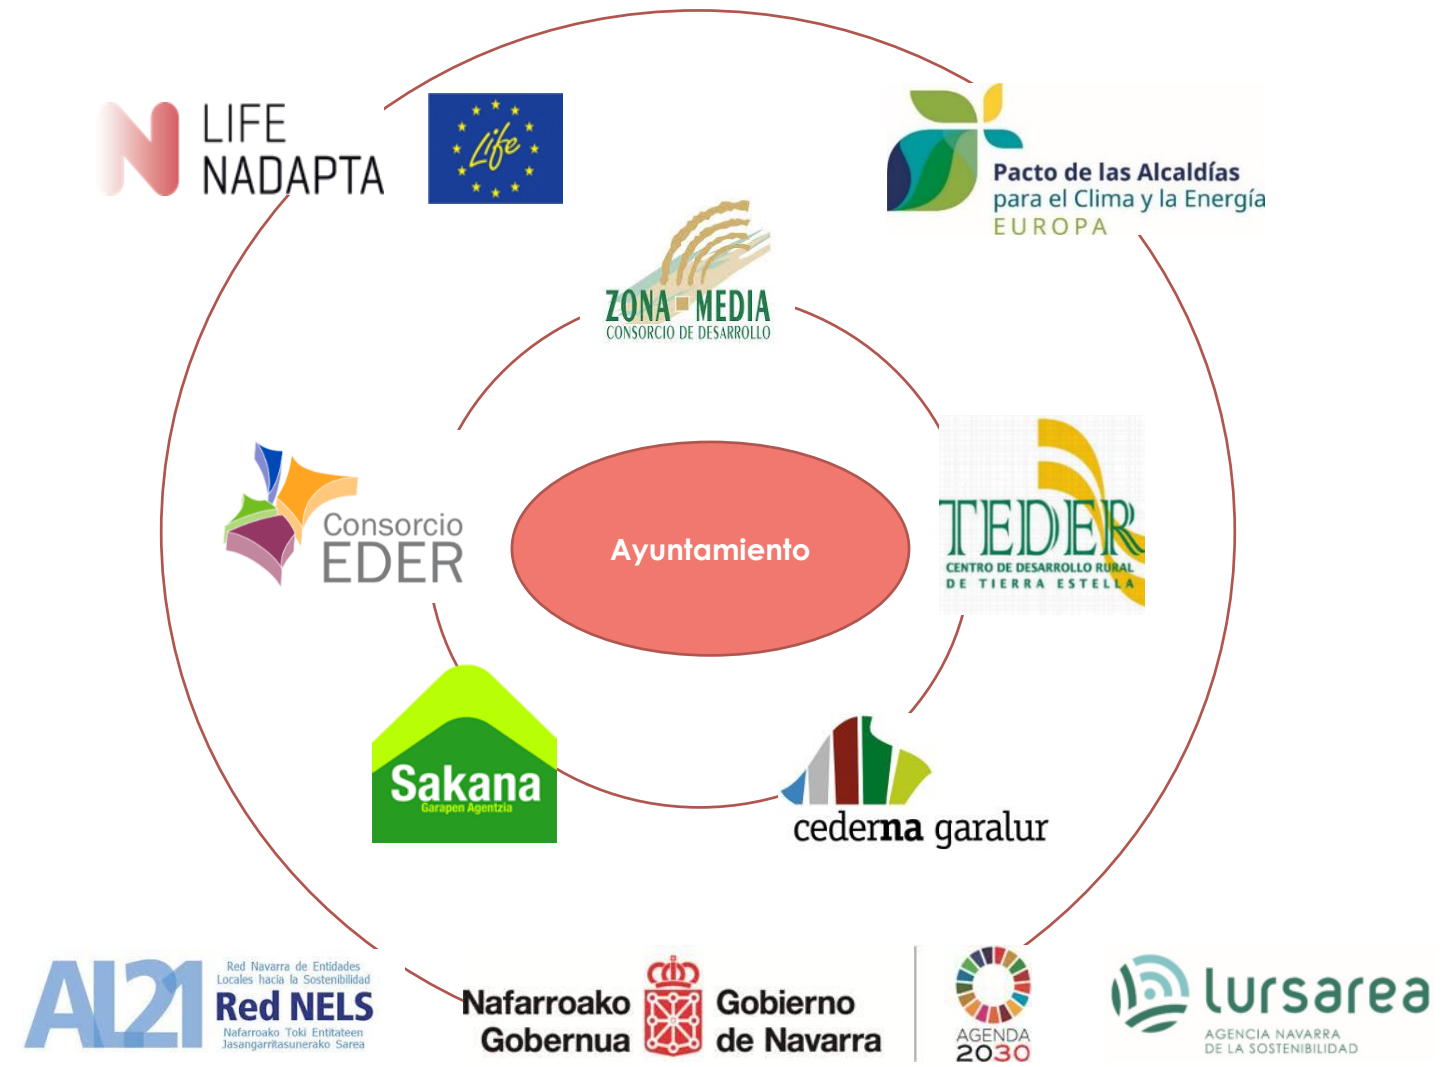 LIFE
NADAPTA
Life
Pacto de las Alcaldías
para el Clima y la Energía
EUROPA
ZONA MEDIA
CONSORCIO DE DESARROLLO
Consorcio
EDER
Ayuntamiento
TEDER
CENTRO DE DESARROLLO RURAL
DE TIERRA ESTELLA
Sakana
Garapen Agentzia
cederna garalur
AL21
Red Navarra de Entidades
Locales hacia la Sostenibilidad
Red NELS
Nafarroako Toki Entitateen
Jasangarritasunerako Sarea
Nafarroako
Gobernua
Gobierno
de Navarra
AGENDA
2030
Lursarea
AGENCIA NAVARRA
DE LA SOSTENIBILIDAD